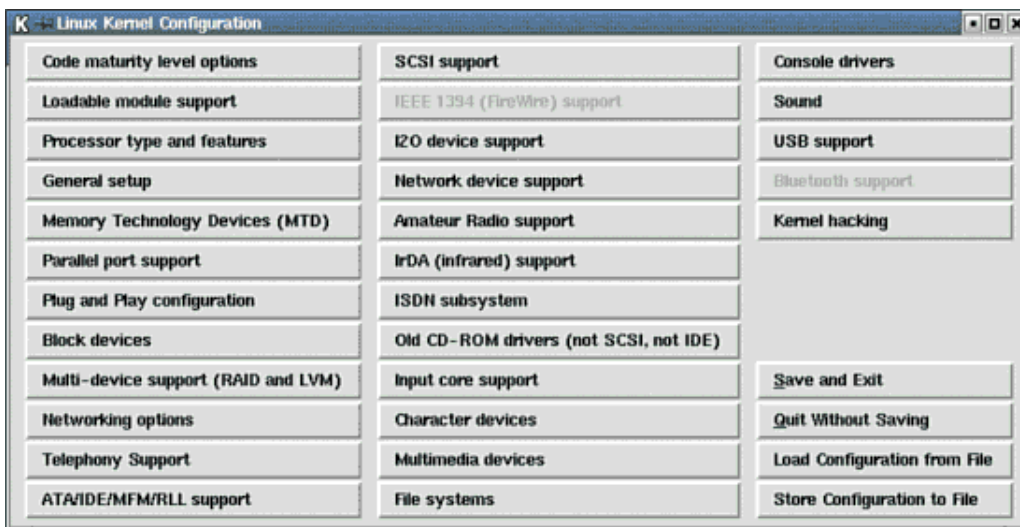 Linux Kernel Configuration
Code maturity level options
Loadable module support
Processor type and features
General setup
Memory Technology Devices (MTD)
Parallel port support
Plug and Play configuration
Block devices
Multi-device support (RAID and LVM)
Networking options
Telephony Support
ATA/IDE/MFM/RLL support
SCSI support
IEEE 1394 (FireWire) support
I2O device support
Network device support
Amateur Radio support
IrDA (infrared) support
ISDN subsystem
Old CD-ROM drivers (not SCSI, not IDE)
Input core support
Character devices
Multimedia devices
File systems
Console drivers
Sound
USB support
Bluetooth support
Kernel hacking
Save and Exit
Quit Without Saving
Load Configuration from File
Store Configuration to File